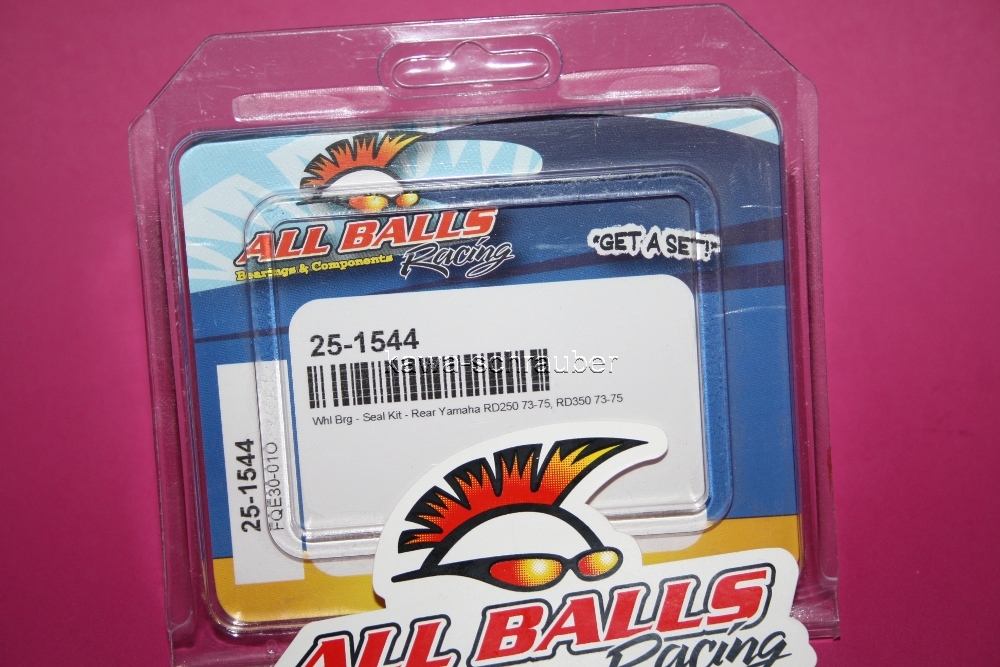 ALL BALLS
Racing
Bearings & Components
"GET A SET!"
25-1544
kawa-schrauber
Whl Brg - Seal Kit - Rear Yamaha RD250 73-75, RD350 73-75
25-1544
FQE30-01O
ALL BALLS
Racing